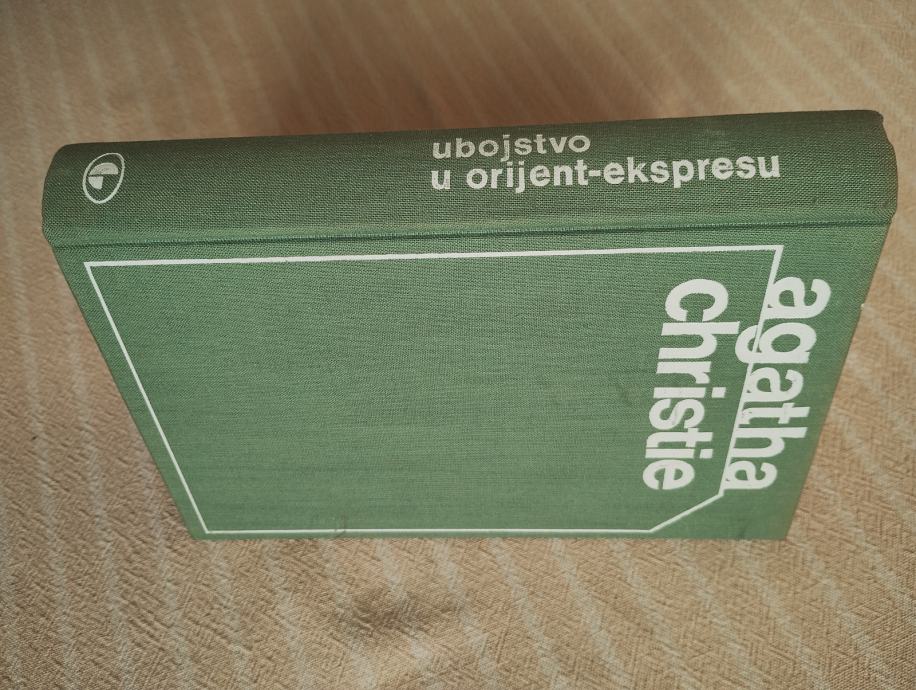 ubojstvo
u orijent-ekspresu
agatha
christie